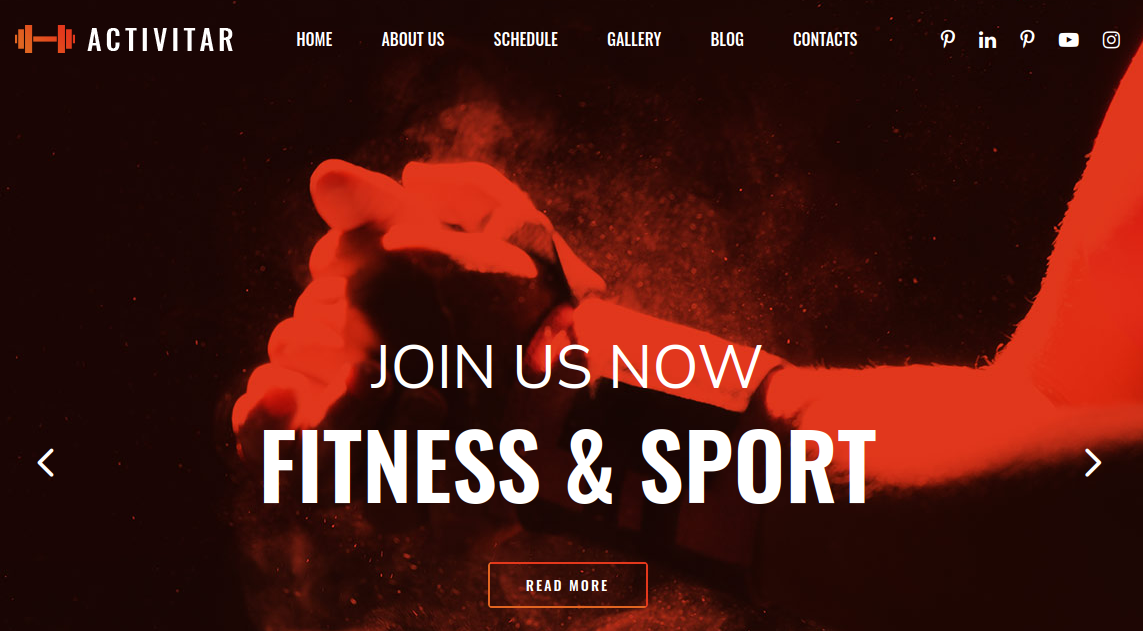 ACTIVITAR
HOME ABOUT US SCHEDULE GALLERY BLOG CONTACTS
JOIN US NOW
FITNESS & SPORT
READ MORE